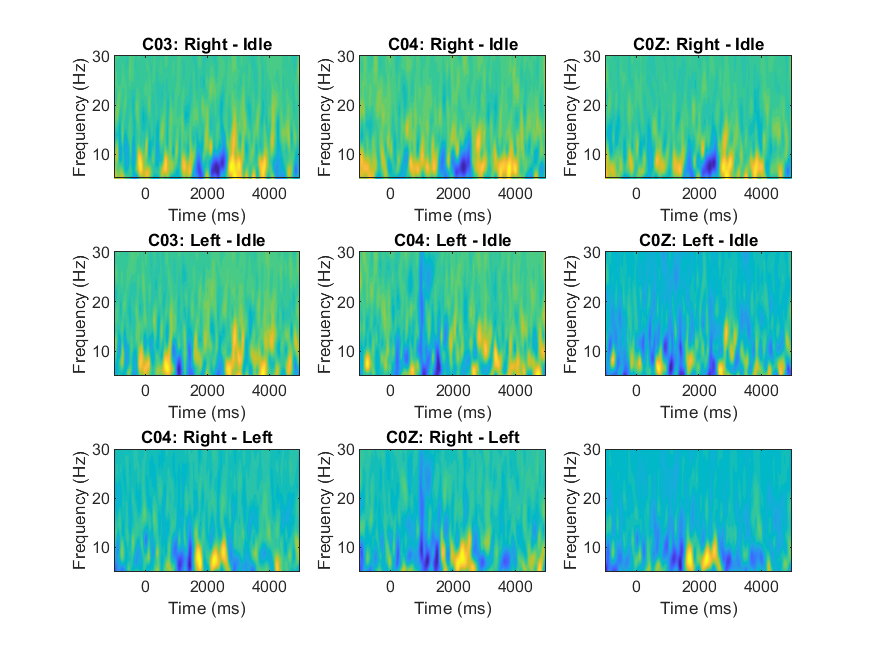 C03: Right - Idle
C04: Right - Idle
C0Z: Right - Idle
30
20
10
Frequency (Hz)
0 2000 4000
Time (ms)
30
20
10
Frequency (Hz)
0 2000 4000
Time (ms)
30
20
10
Frequency (Hz)
0 2000 4000
Time (ms)
C03: Left - Idle
C04: Left - Idle
C0Z: Left - Idle
30
20
10
Frequency (Hz)
0 2000 4000
Time (ms)
30
20
10
Frequency (Hz)
0 2000 4000
Time (ms)
30
20
10
Frequency (Hz)
0 2000 4000
Time (ms)
C04: Right - Left
C0Z: Right - Left
30
20
10
Frequency (Hz)
0 2000 4000
Time (ms)
30
20
10
Frequency (Hz)
0 2000 4000
Time (ms)
30
20
10
Frequency (Hz)
0 2000 4000
Time (ms)